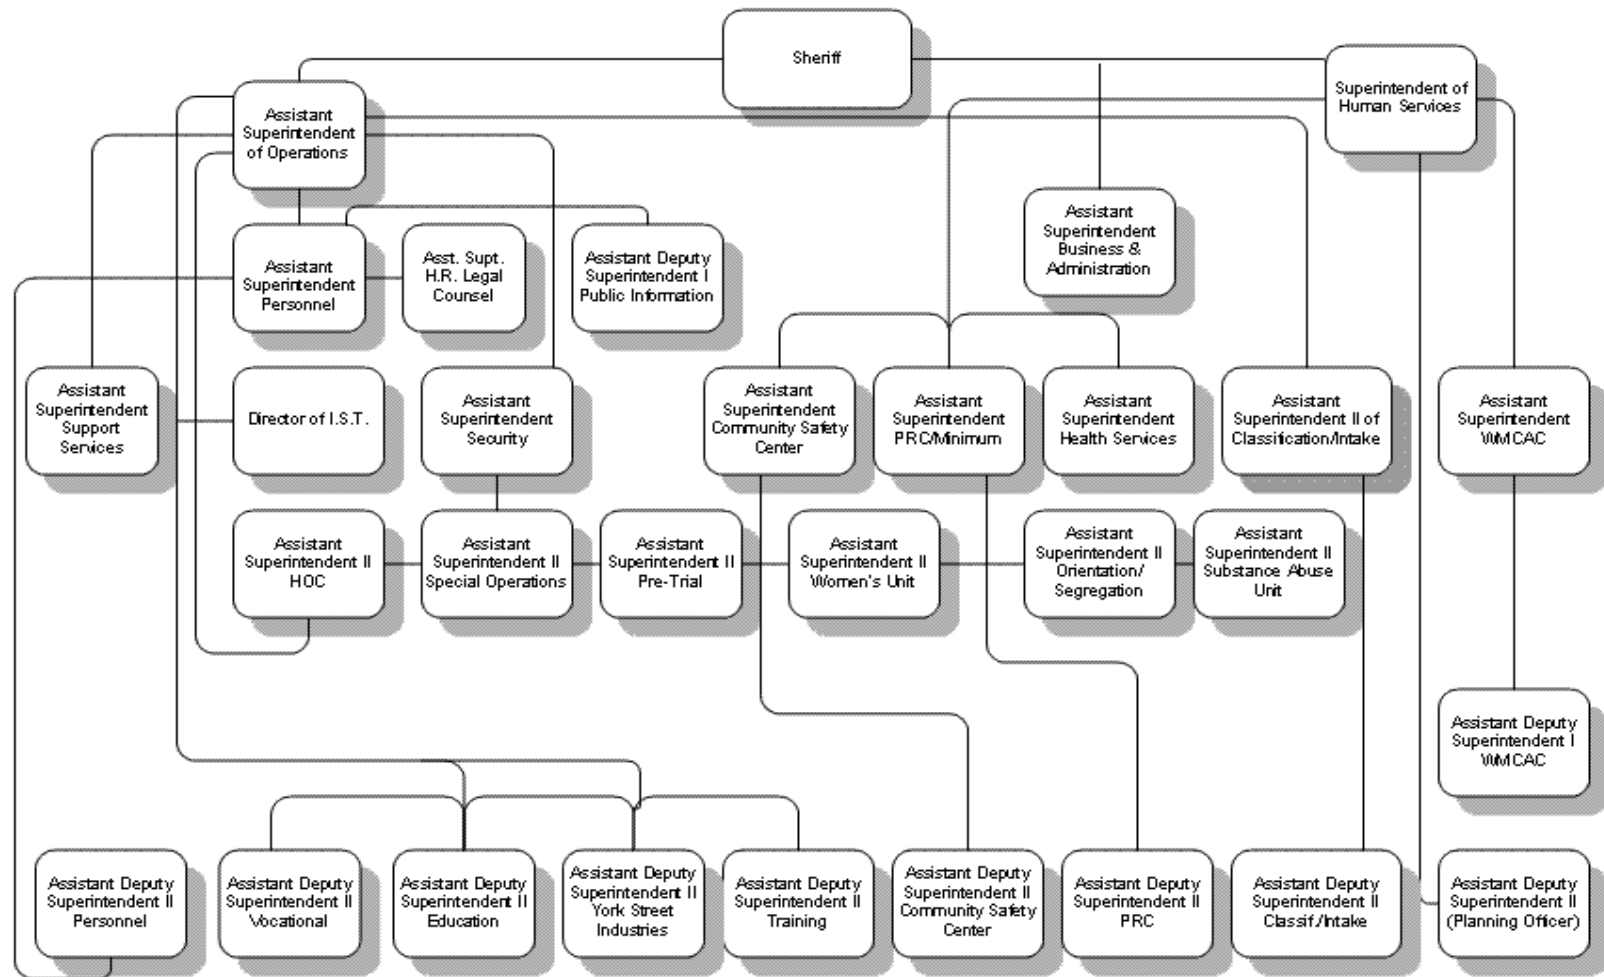 Sheriff
Superintendent of
Human Services
Assistant
Superintendent
of Operations
Assistant
Superintendent
Business &
Administration
Assistant
Superintendent
Personnel
Asst. Supt.
H.R. Legal
Counsel
Assistant Deputy
Superintendent I
Public Information
Assistant
Superintendent
Support
Services
Director of I.S.T.
Assistant
Superintendent
Security
Assistant
Superintendent
Community Safety
Center
Assistant
Superintendent
PRC/Minimum
Assistant
Superintendent
Health Services
Assistant
Superintendent II of
Classification/Intake
Assistant
Superintendent
WMCAC
Assistant
Superintendent II
HOC
Assistant
Superintendent II
Special Operations
Assistant
Superintendent II
Pre-Trial
Assistant
Superintendent II
Women's Unit
Assistant
Superintendent II
Orientation/
Segregation
Assistant
Superintendent II
Substance Abuse
Unit
Assistant Deputy
Superintendent I
WMCAC
Assistant Deputy
Superintendent II
Personnel
Assistant Deputy
Superintendent II
Vocational
Assistant Deputy
Superintendent II
Education
Assistant Deputy
Superintendent II
York Street
Industries
Assistant Deputy
Superintendent II
Training
Assistant Deputy
Superintendent II
Community Safety
Center
Assistant Deputy
Superintendent II
PRC
Assistant Deputy
Superintendent II
Classif./Intake
Assistant Deputy
Superintendent II
(Planning Officer)